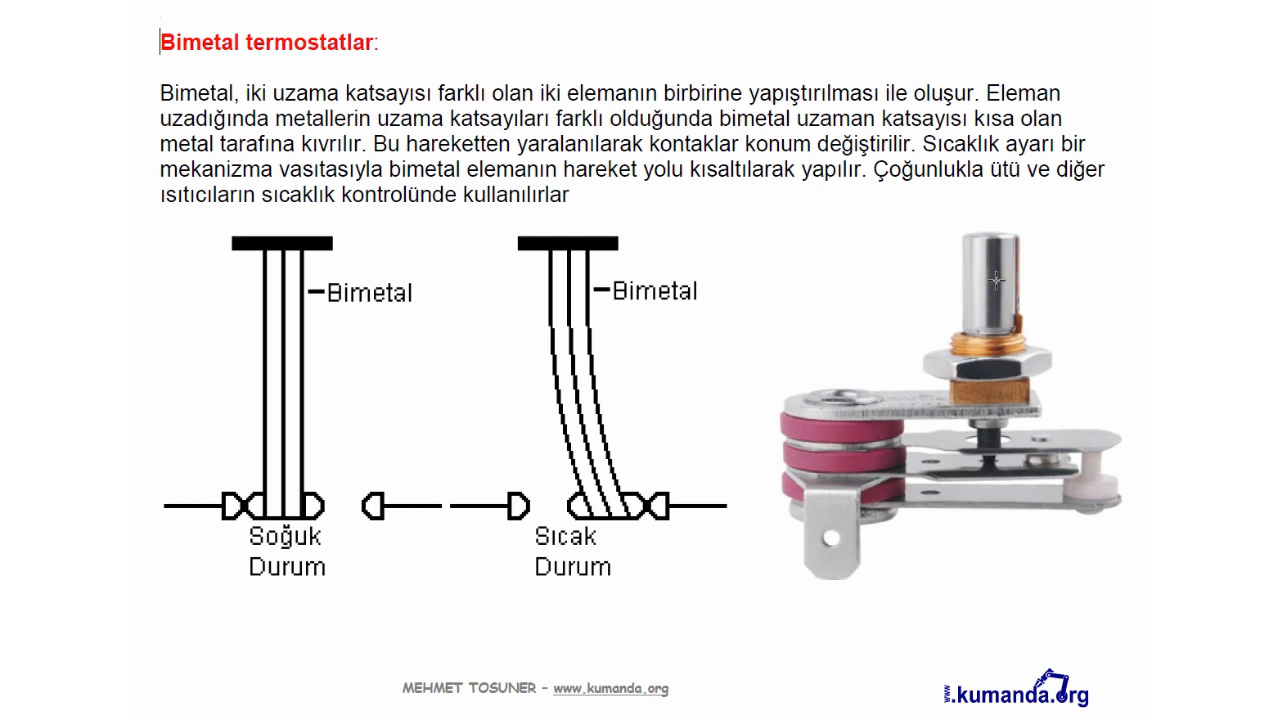 Bimetal termostatlar:
Bimetal, iki uzama katsayısı farklı olan iki elemanın birbirine yapıştırılması ile oluşur. Eleman
uzadığında metallerin uzama katsayıları farklı olduğunda bimetal uzaman katsayısı kısa olan
metal tarafına kıvrılır. Bu hareketten yaralanılarak kontaklar konum değiştirilir. Sıcaklık ayarı bir
mekanizma vasıtasıyla bimetal elemanın hareket yolu kısaltılarak yapılır. Çoğunlukla ütü ve diğer
ısıtıcıların sıcaklık kontrolünde kullanılırlar
Bimetal
Bimetal
Soğuk
Durum
Sıcak
Durum
MEHMET TOSUNER - www.kumanda.org
www.kumanda.org